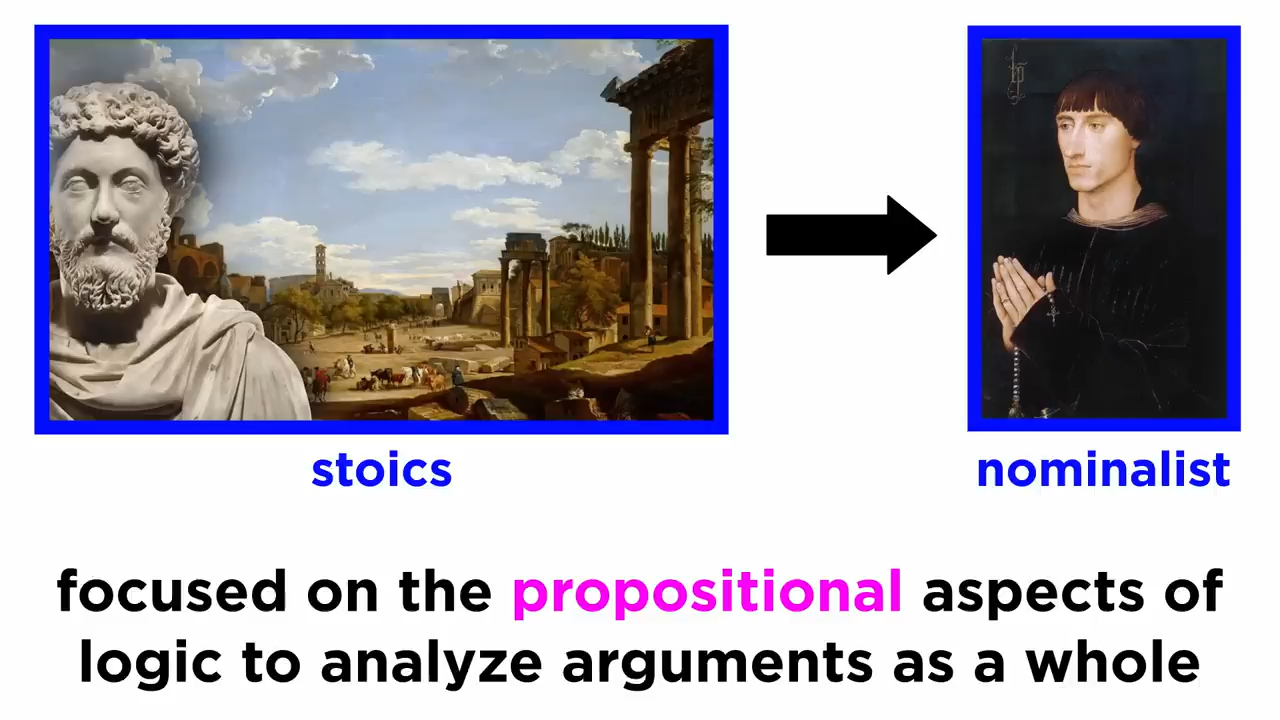 stoics
nominalist
focused on the propositional aspects of
logic to analyze arguments as a whole